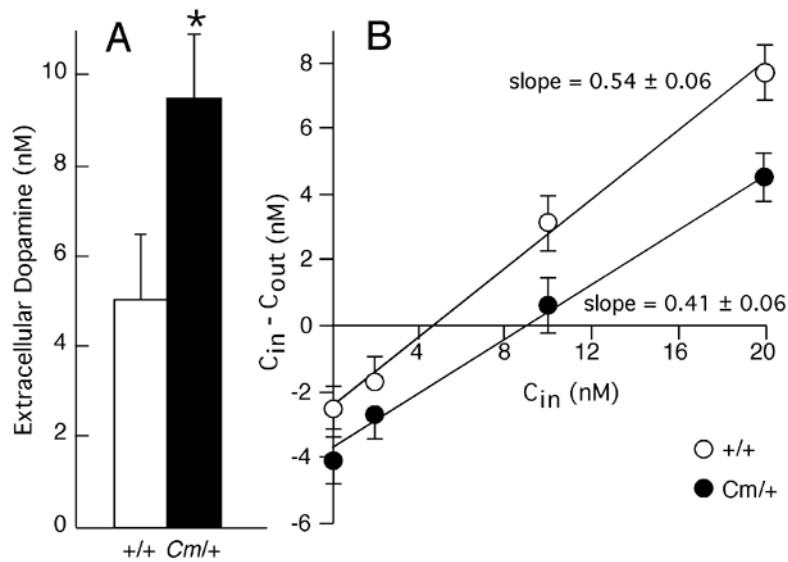 A
*
Extracellular Dopamine (nM)
10
8
6
4
2
0
+/+ Cm/+
B
8
6
4
2
0
-2
-4
-6
Cin - Cout (nM)
slope = 0.54 ± 0.06
slope = 0.41 ± 0.06
4 8 12 16 20
Cin (nM)
+/+
Cm/+